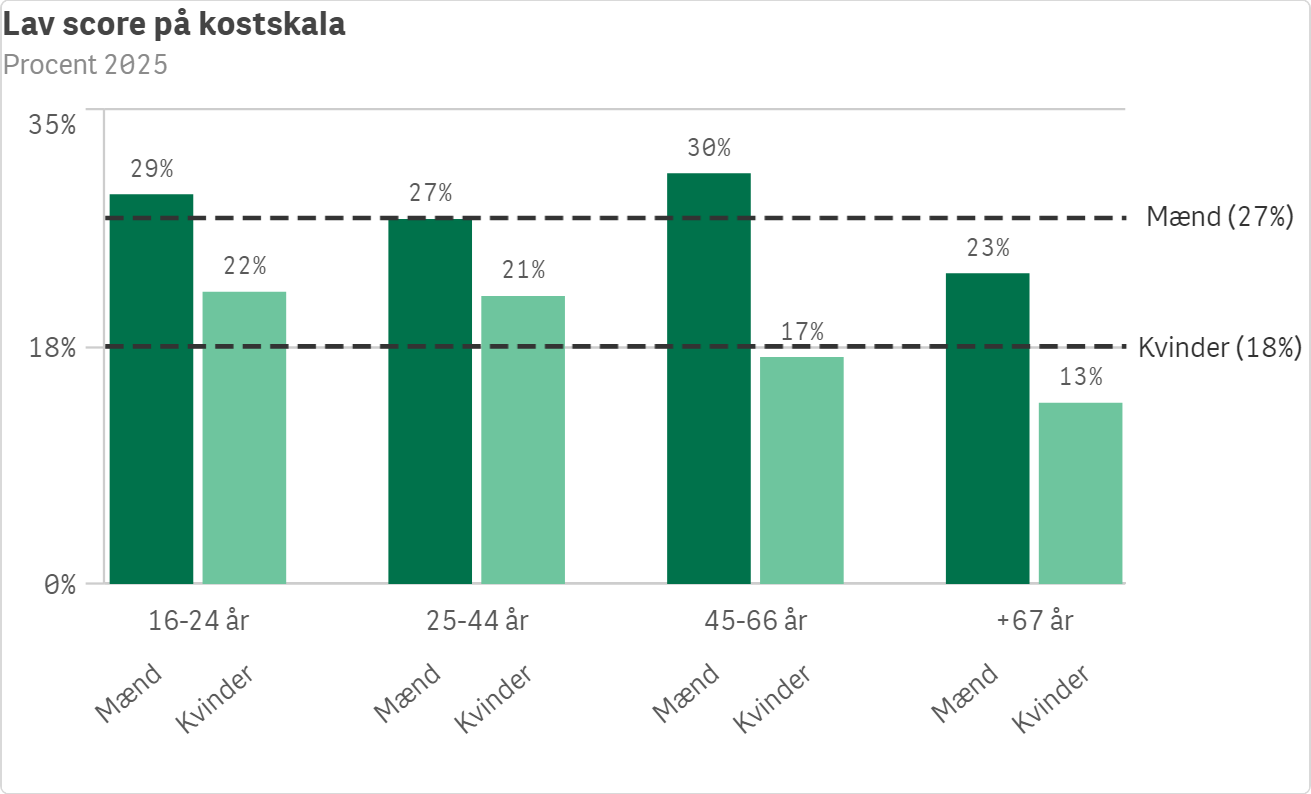 Lav score på kostskala
Procent 2025
35%
29%
27%
30%
Mænd (27%)
23%
22%
21%
17%
18%
Kvinder (18%)
13%
0%
16-24 år 25-44 år 45-66 år +67 år
Mænd Kvinder Mænd Kvinder Mænd Kvinder Mænd Kvinder